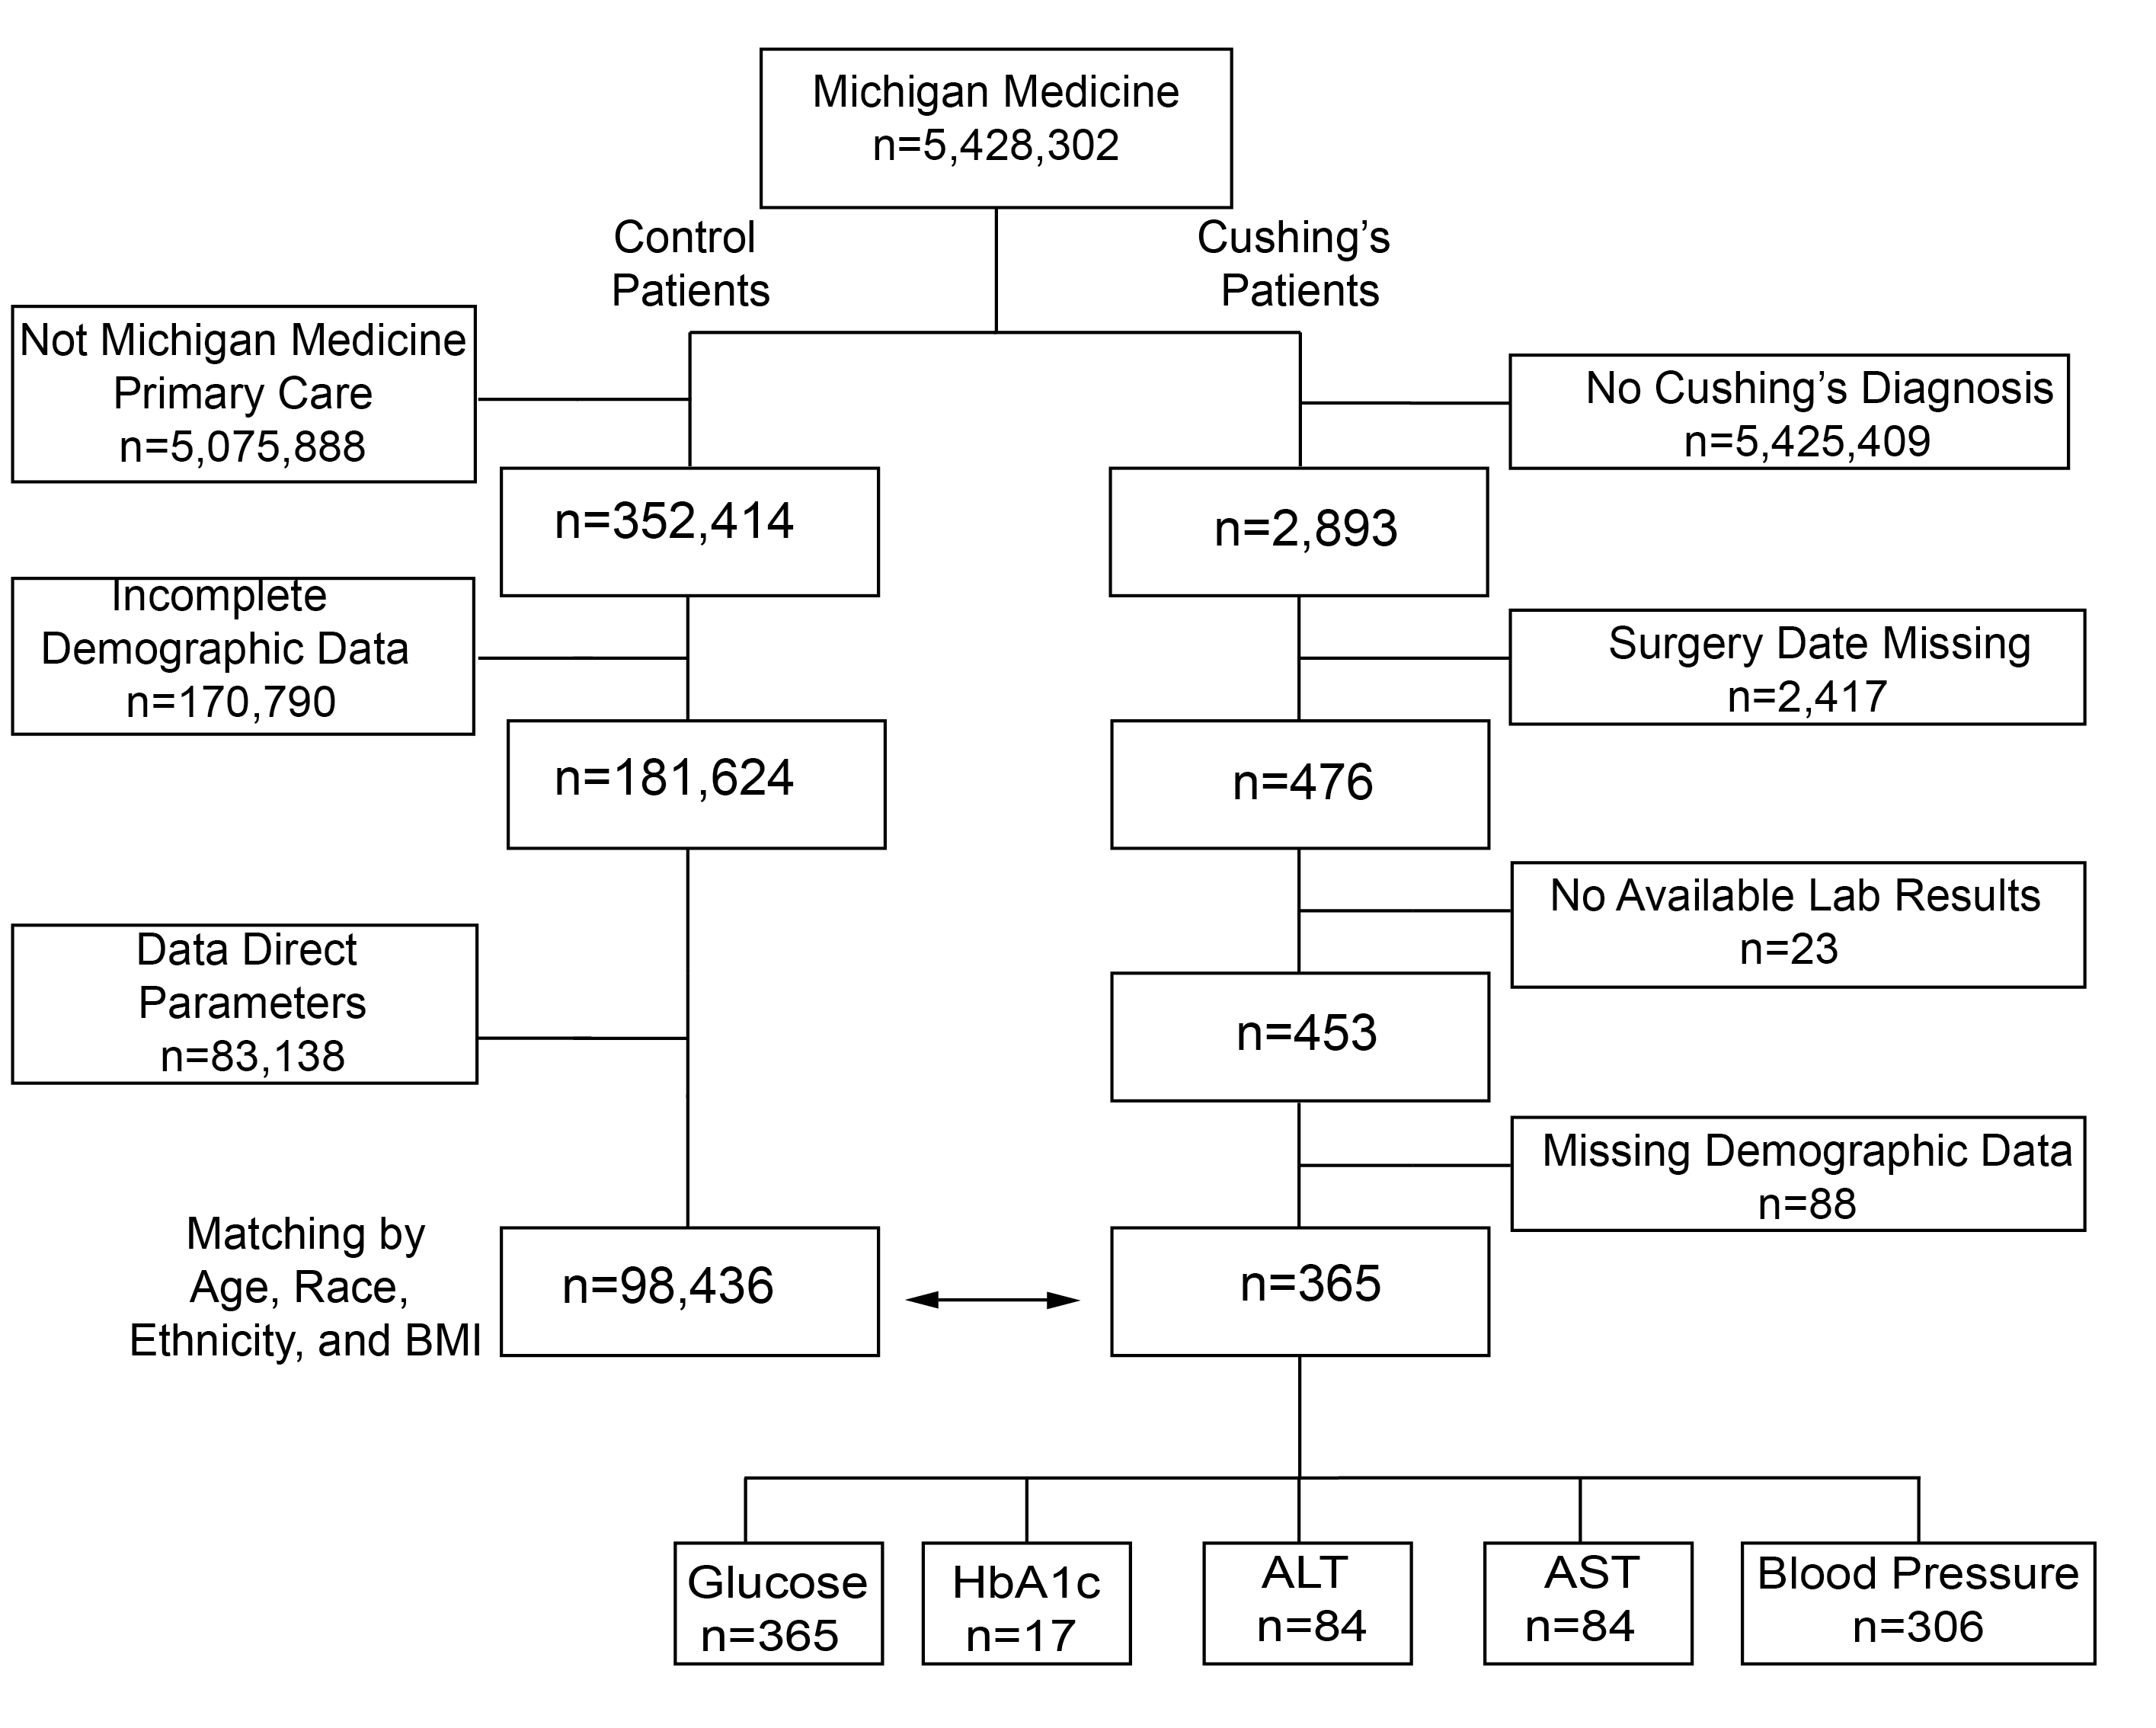 Michigan Medicine
n=5,428,302
Control
Patients
Cushing’s
Patients
Not Michigan Medicine
Primary Care
n=5,075,888
No Cushing’s Diagnosis
n=5,425,409
n=352,414
n=2,893
Incomplete
Demographic Data
n=170,790
Surgery Date Missing
n=2,417
n=181,624
n=476
No Available Lab Results
n=23
Data Direct
Parameters
n=83,138
n=453
Missing Demographic Data
n=88
Matching by
Age, Race,
Ethnicity, and BMI
n=98,436
n=365
Glucose
n=365
HbA1c
n=17
ALT
n=84
AST
n=84
Blood Pressure
n=306